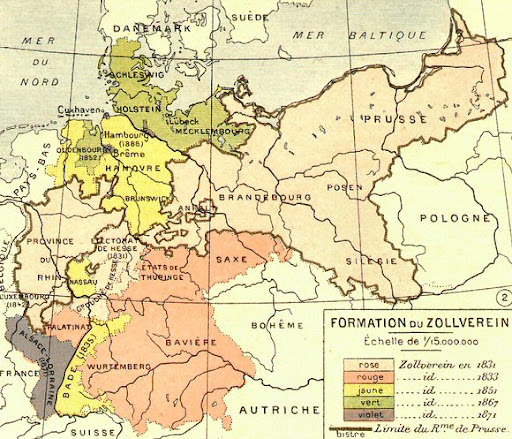 DANEMARK
SUÈDE
MER
DU
NORD
MER BALTIQUE
SCHLESWIG
Cuxhaven
HOLSTEIN
Lübeck
MECKLEMBOURG
PRUSSE
Hambourg
(1888)
OLDENBOURG
(1852)
Brême
HANOVRE
PAYS-BAS
BRUNSWICK
BRANDEBOURG
POSEN
POLOGNE
ANHALT
PROVINCE
DU
RHIN
ÉLECTORAT
DE HESSE
(1831)
BELGIQUE
NASSAU
ÉTATS DE
THURINGE
SAXE
SILÉSIE
LUXEMBOURG
(1842)
PALATINAT
BOHÊME
ALSACE-LORRAINE
(1871)
BADE (1835)
BAVIÈRE
WURTEMBERG
FRANCE
SUISSE
AUTRICHE
2
FORMATION DU ZOLLVEREIN
Échelle de 1/15.000.000
rose Zollverein en 1831
rouge ...id... 1833
jaune ...id... 1851
vert ...id... 1867
violet ...id... 1871
bistre Limite du Rme de Prusse.